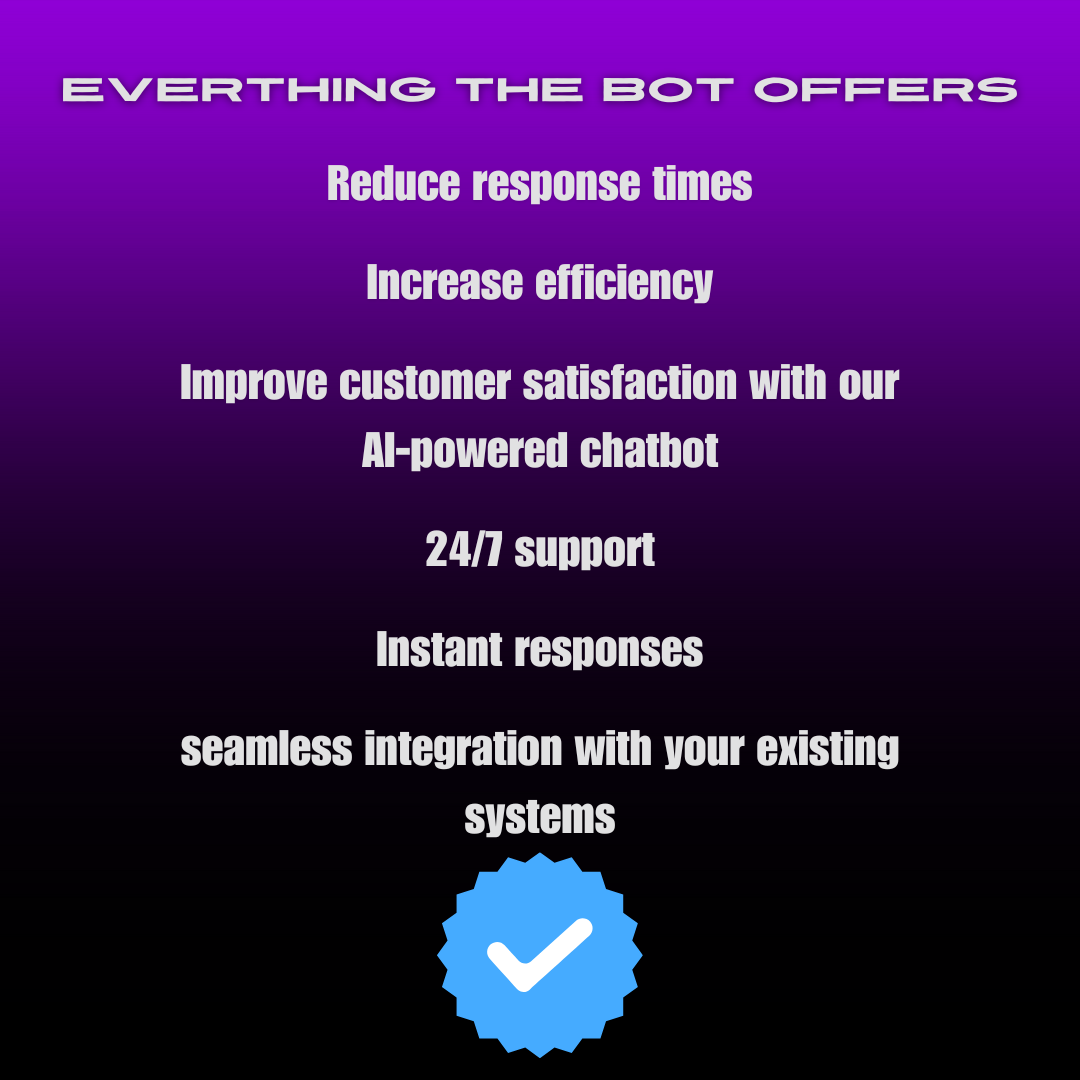 EVERTHING THE BOT OFFERS
Reduce response times
Increase efficiency
Improve customer satisfaction with our
AI-powered chatbot
24/7 support
Instant responses
seamless integration with your existing
systems